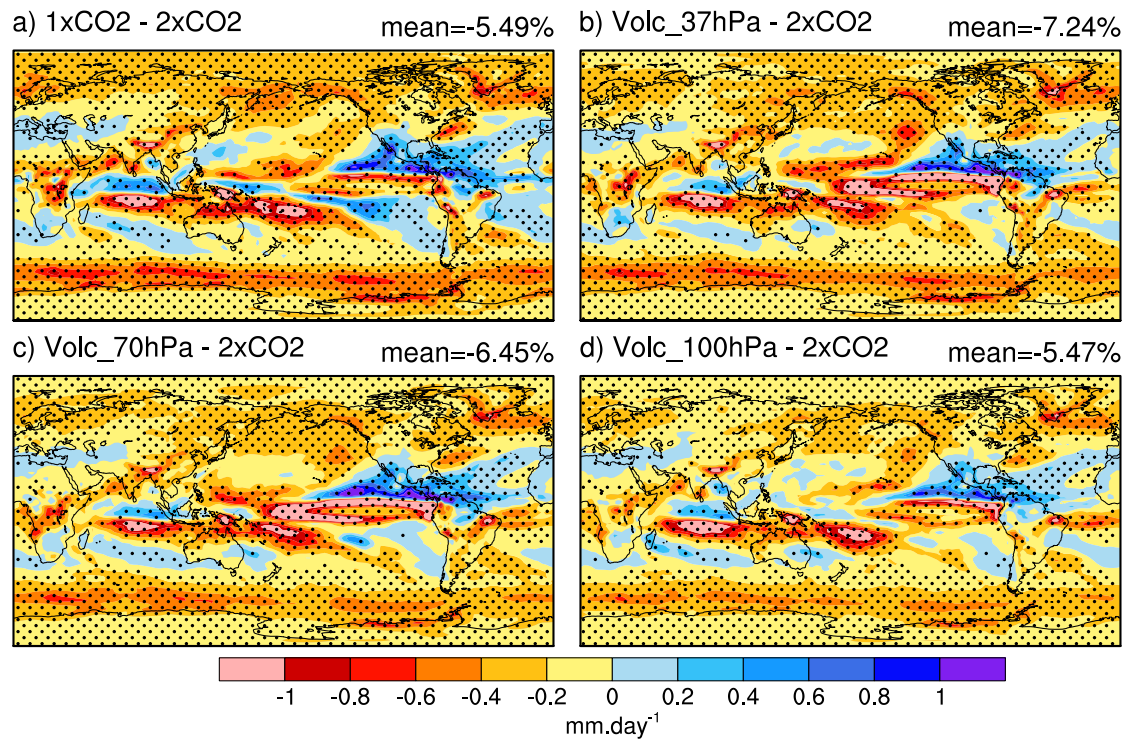 a) 1xCO2 - 2xCO2 mean=-5.49%
b) Volc_37hPa - 2xCO2 mean=-7.24%
c) Volc_70hPa - 2xCO2 mean=-6.45%
d) Volc_100hPa - 2xCO2 mean=-5.47%
-1 -0.8 -0.6 -0.4 -0.2 0 0.2 0.4 0.6 0.8 1
mm.day⁻¹